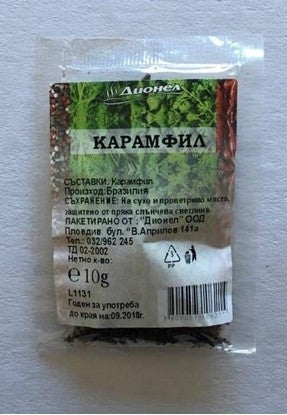 Дионел
КАРАМФИЛ
СЪСТАВКИ: Карамфил
Произход: Бразилия
СЪХРАНЕНИЕ: На сухо и проветриво място,
защитено от пряка слънчева светлина.
ПАКЕТИРАНО ОТ: "Дионел" ООД
Пловдив бул. "В.Априлов 141а
Тел.: 032/962 245
ТД 02-2002
Нетно к-во:
℮ 10g
PP
L1131
Годен за употреба
до края на:09.2018г.